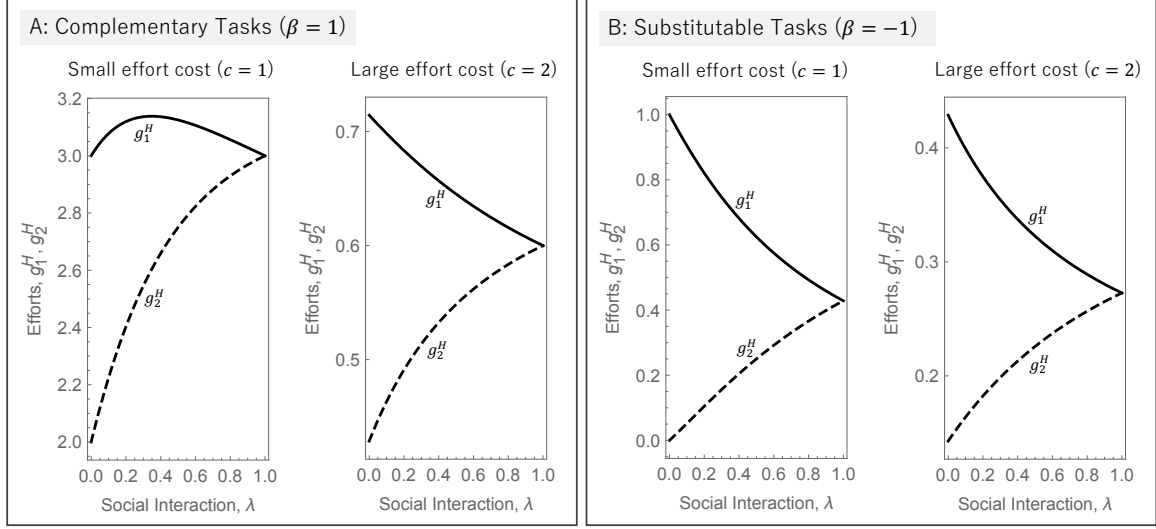 A: Complementary Tasks (β = 1)
Small effort cost (c = 1)
Efforts, g₁ᴴ, g₂ᴴ
3.2
3.0
2.8
2.6
2.4
2.2
2.0
g₁ᴴ
g₂ᴴ
0.0 0.2 0.4 0.6 0.8 1.0
Social Interaction, λ
Large effort cost (c = 2)
Efforts, g₁ᴴ, g₂ᴴ
0.7
0.6
0.5
g₁ᴴ
g₂ᴴ
0.0 0.2 0.4 0.6 0.8 1.0
Social Interaction, λ
B: Substitutable Tasks (β = −1)
Small effort cost (c = 1)
Efforts, g₁ᴴ, g₂ᴴ
1.0
0.8
0.6
0.4
0.2
0.0
g₁ᴴ
g₂ᴴ
0.0 0.2 0.4 0.6 0.8 1.0
Social Interaction, λ
Large effort cost (c = 2)
Efforts, g₁ᴴ, g₂ᴴ
0.4
0.3
0.2
g₁ᴴ
g₂ᴴ
0.0 0.2 0.4 0.6 0.8 1.0
Social Interaction, λ